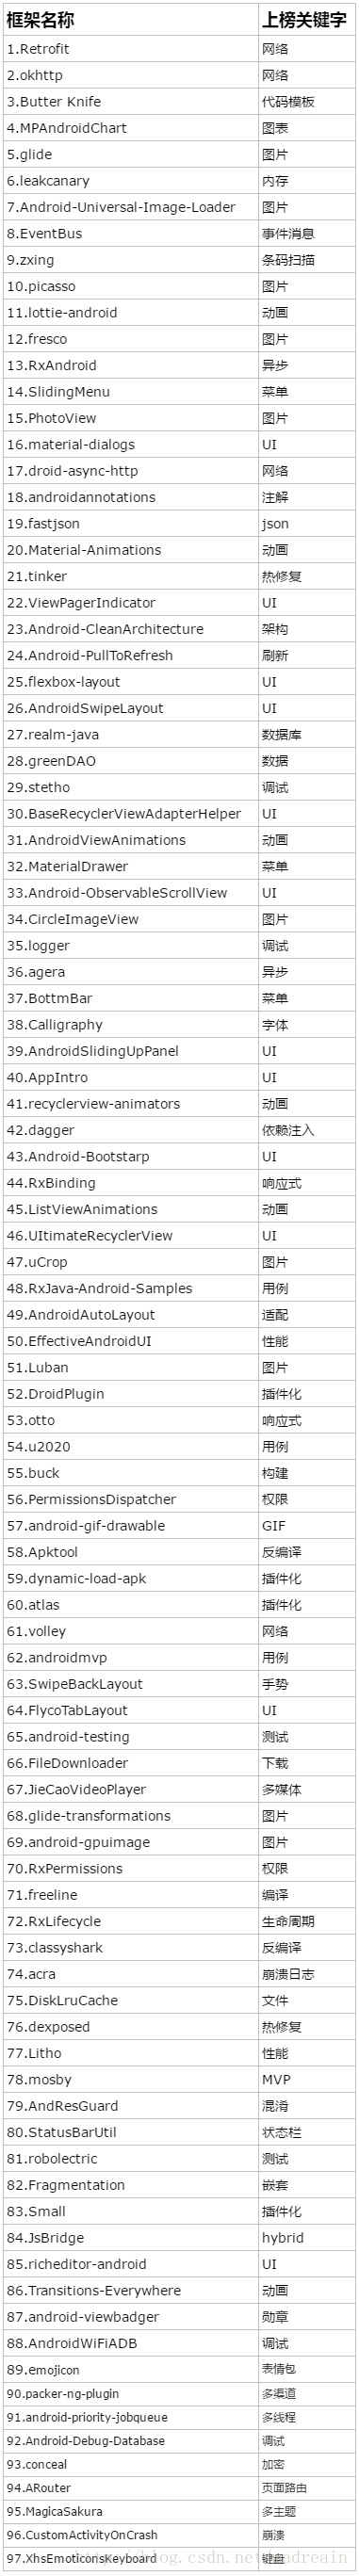 框架名称 上榜关键字
1.Retrofit 网络
2.okhttp 网络
3.Butter Knife 代码模板
4.MPAndroidChart 图表
5.glide 图片
6.leakcanary 内存
7.Android-Universal-Image-Loader 图片
8.EventBus 事件消息
9.zxing 条码扫描
10.picasso 图片
11.lottie-android 动画
12.fresco 图片
13.RxAndroid 异步
14.SlidingMenu 菜单
15.PhotoView 图片
16.material-dialogs UI
17.droid-async-http 网络
18.androidannotations 注解
19.fastjson json
20.Material-Animations 动画
21.tinker 热修复
22.ViewPagerIndicator UI
23.Android-CleanArchitecture 架构
24.Android-PullToRefresh 刷新
25.flexbox-layout UI
26.AndroidSwipeLayout UI
27.realm-java 数据库
28.greenDAO 数据
29.stetho 调试
30.BaseRecyclerViewAdapterHelper UI
31.AndroidViewAnimations 动画
32.MaterialDrawer 菜单
33.Android-ObservableScrollView UI
34.CircleImageView 图片
35.logger 调试
36.agera 异步
37.BottmBar 菜单
38.Calligraphy 字体
39.AndroidSlidingUpPanel UI
40.AppIntro UI
41.recyclerview-animators 动画
42.dagger 依赖注入
43.Android-Bootstarp UI
44.RxBinding 响应式
45.ListViewAnimations 动画
46.UItimateRecyclerView UI
47.uCrop 图片
48.RxJava-Android-Samples 用例
49.AndroidAutoLayout 适配
50.EffectiveAndroidUI 性能
51.Luban 图片
52.DroidPlugin 插件化
53.otto 响应式
54.u2020 用例
55.buck 构建
56.PermissionsDispatcher 权限
57.android-gif-drawable GIF
58.Apktool 反编译
59.dynamic-load-apk 插件化
60.atlas 插件化
61.volley 网络
62.androidmvp 用例
63.SwipeBackLayout 手势
64.FlycoTabLayout UI
65.android-testing 测试
66.FileDownloader 下载
67.JieCaoVideoPlayer 多媒体
68.glide-transformations 图片
69.android-gpuimage 图片
70.RxPermissions 权限
71.freeline 编译
72.RxLifecycle 生命周期
73.classyshark 反编译
74.acra 崩溃日志
75.DiskLruCache 文件
76.dexposed 热修复
77.Litho 性能
78.mosby MVP
79.AndResGuard 混淆
80.StatusBarUtil 状态栏
81.robolectric 测试
82.Fragmentation 嵌套
83.Small 插件化
84.JsBridge hybrid
85.richeditor-android UI
86.Transitions-Everywhere 动画
87.android-viewbadger 勋章
88.AndroidWiFiADB 调试
89.emojicon 表情包
90.packer-ng-plugin 多渠道
91.android-priority-jobqueue 多线程
92.Android-Debug-Database 调试
93.conceal 加密
94.ARouter 页面路由
95.MagicaSakura 多主题
96.CustomActivityOnCrash 崩溃
97.XhsEmoticonsKeyboard 键盘